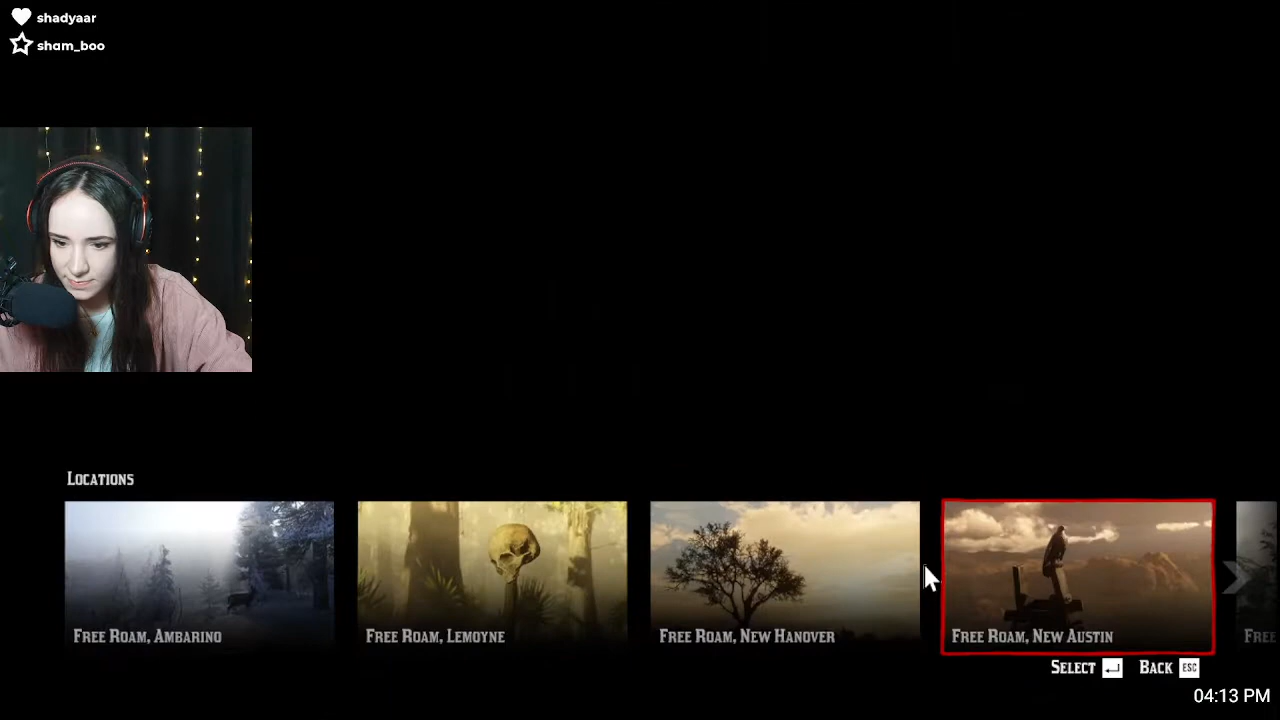 shadyaar
sham_boo
Locations
Free Roam, Ambarino
Free Roam, Lemoyne
Free Roam, New Hanover
Free Roam, New Austin
Free
Select
Back ESC
04:13 PM